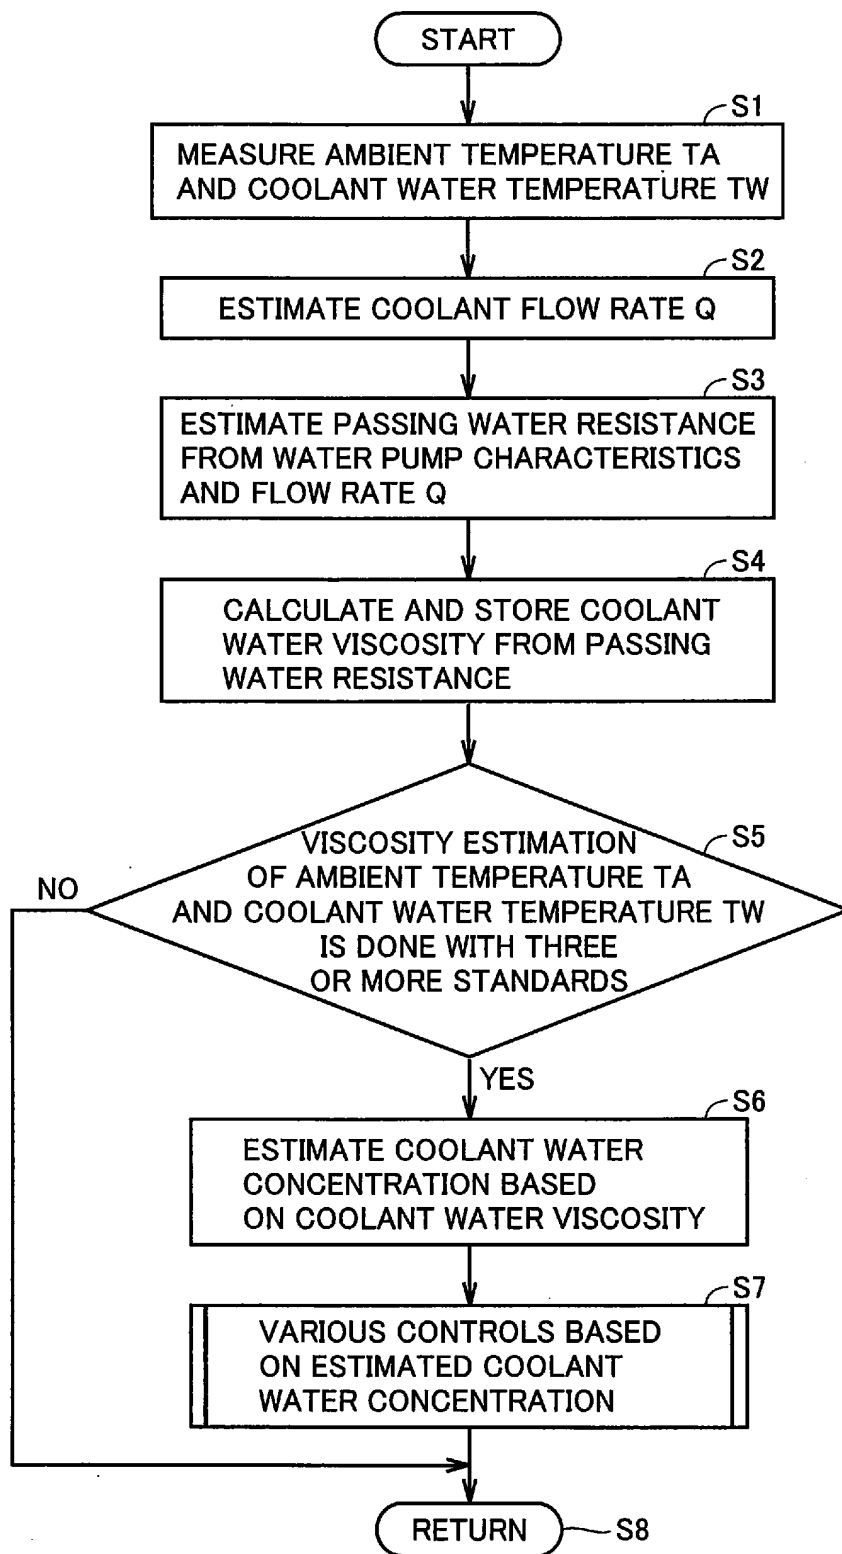 START
S1
MEASURE AMBIENT TEMPERATURE TA
AND COOLANT WATER TEMPERATURE TW
S2
ESTIMATE COOLANT FLOW RATE Q
S3
ESTIMATE PASSING WATER RESISTANCE
FROM WATER PUMP CHARACTERISTICS
AND FLOW RATE Q
S4
CALCULATE AND STORE COOLANT
WATER VISCOSITY FROM PASSING
WATER RESISTANCE
S5
VISCOSITY ESTIMATION
OF AMBIENT TEMPERATURE TA
AND COOLANT WATER TEMPERATURE TW
IS DONE WITH THREE
OR MORE STANDARDS
NO
YES
S6
ESTIMATE COOLANT WATER
CONCENTRATION BASED
ON COOLANT WATER VISCOSITY
S7
VARIOUS CONTROLS BASED
ON ESTIMATED COOLANT
WATER CONCENTRATION
RETURN
S8